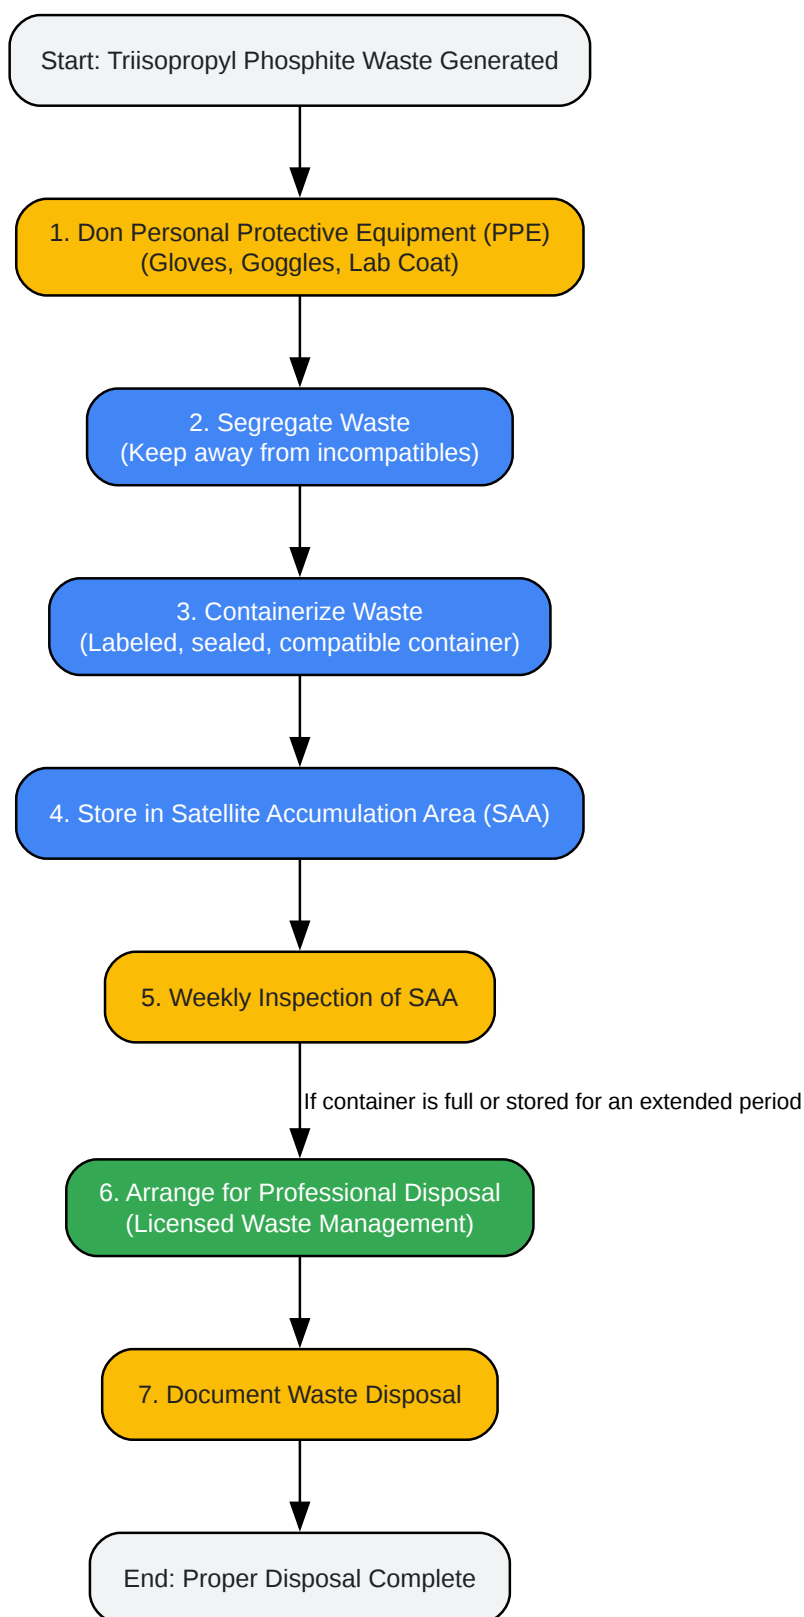 Start: Triisopropyl Phosphite Waste Generated
1. Don Personal Protective Equipment (PPE)
(Gloves, Goggles, Lab Coat)
2. Segregate Waste
(Keep away from incompatibles)
3. Containerize Waste
(Labeled, sealed, compatible container)
4. Store in Satellite Accumulation Area (SAA)
5. Weekly Inspection of SAA
If container is full or stored for an extended period
6. Arrange for Professional Disposal
(Licensed Waste Management)
7. Document Waste Disposal
End: Proper Disposal Complete